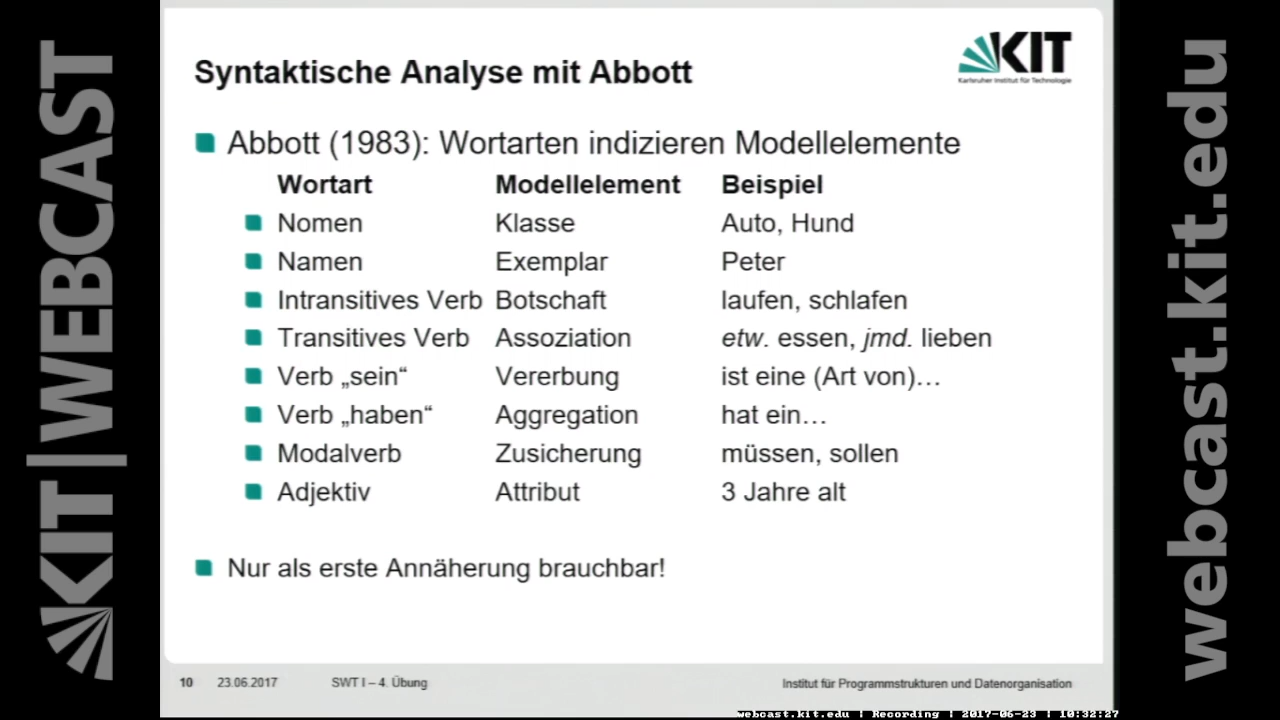 KIT | WEBCAST
KIT
Karlsruher Institut für Technologie
Syntaktische Analyse mit Abbott
Abbott (1983): Wortarten indizieren Modellelemente
Wortart Modellelement Beispiel
Nomen Klasse Auto, Hund
Namen Exemplar Peter
Intransitives Verb Botschaft laufen, schlafen
Transitives Verb Assoziation etw. essen, jmd. lieben
Verb „sein“ Vererbung ist eine (Art von)…
Verb „haben“ Aggregation hat ein…
Modalverb Zusicherung müssen, sollen
Adjektiv Attribut 3 Jahre alt
Nur als erste Annäherung brauchbar!
10 23.06.2017 SWT I – 4. Übung Institut für Programmstrukturen und Datenorganisation
webcast.kit.edu | Recording | 2017-06-23 | 10:32:27
webcast.kit.edu